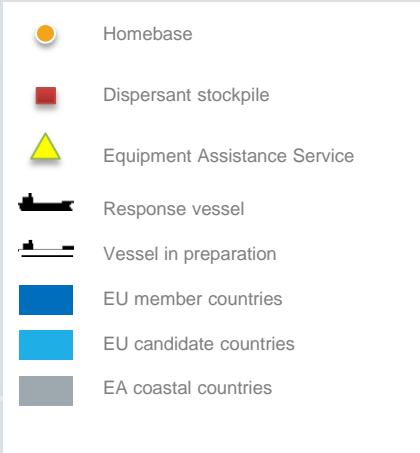 Homebase
Dispersant stockpile
Equipment Assistance Service
Response vessel
Vessel in preparation
EU member countries
EU candidate countries
EA coastal countries